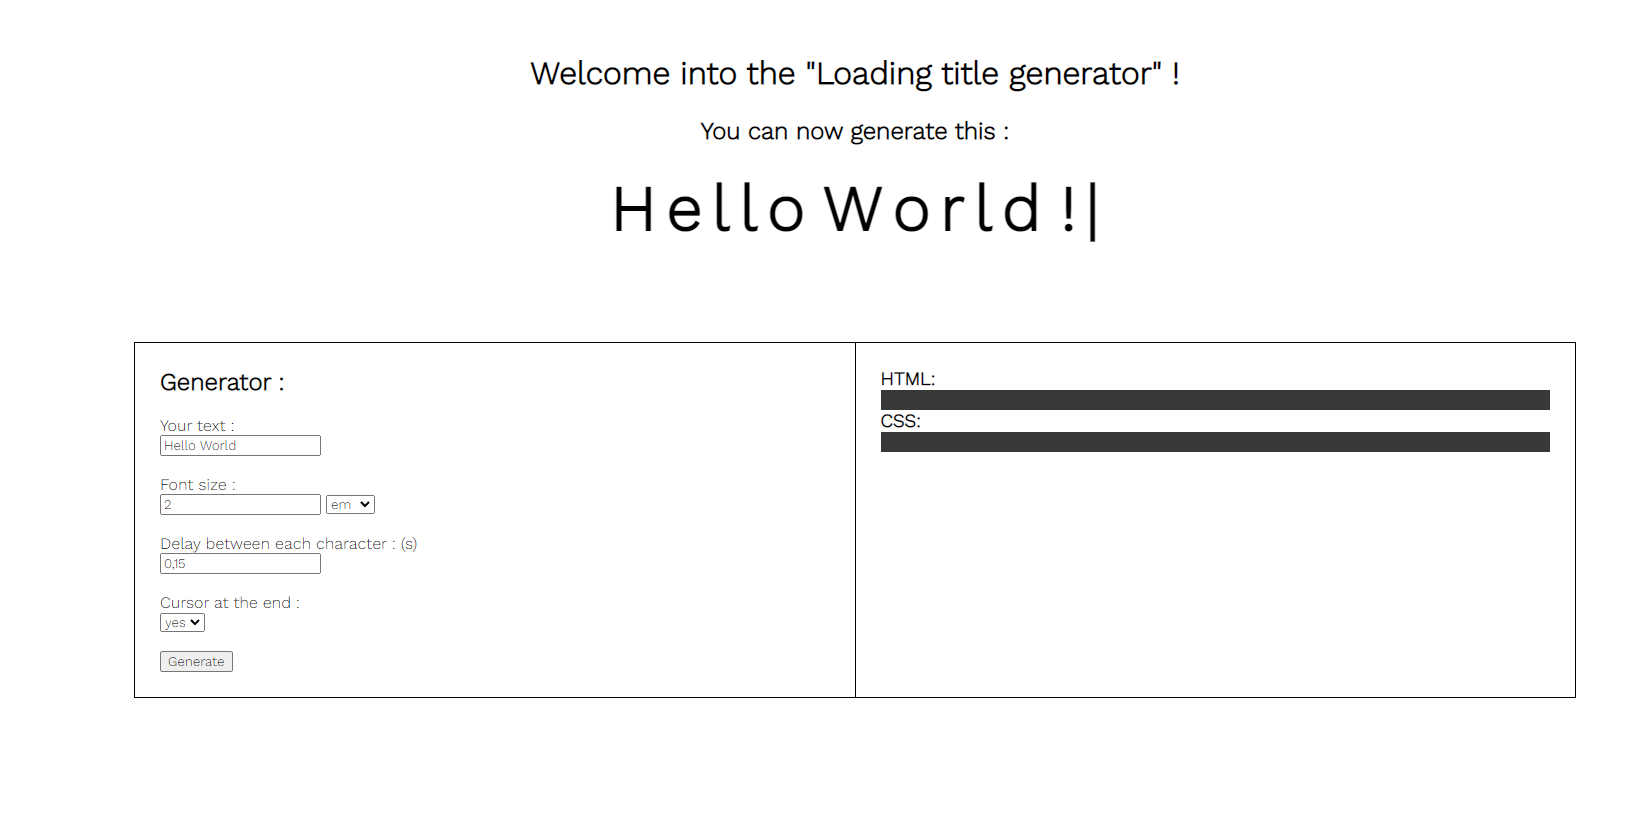 Welcome into the "Loading title generator" !
You can now generate this :
Hello World !|
Generator :
Your text :
Hello World
Font size :
2 em
Delay between each character : (s)
0,15
Cursor at the end :
yes
Generate
HTML:
CSS: